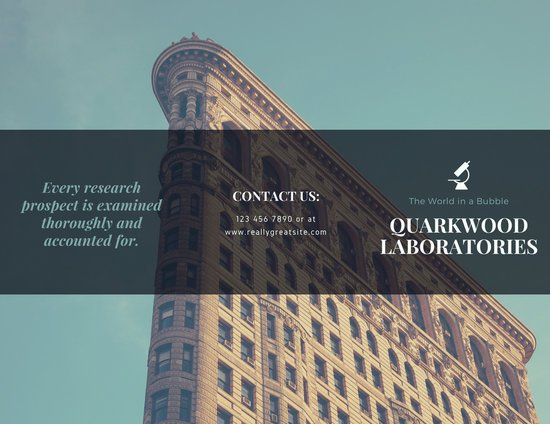 Every research
prospect is examined
thoroughly and
accounted for.
CONTACT US:
123 456 7890 or at
www.reallygreatsite.com
The World in a Bubble
QUARKWOOD
LABORATORIES